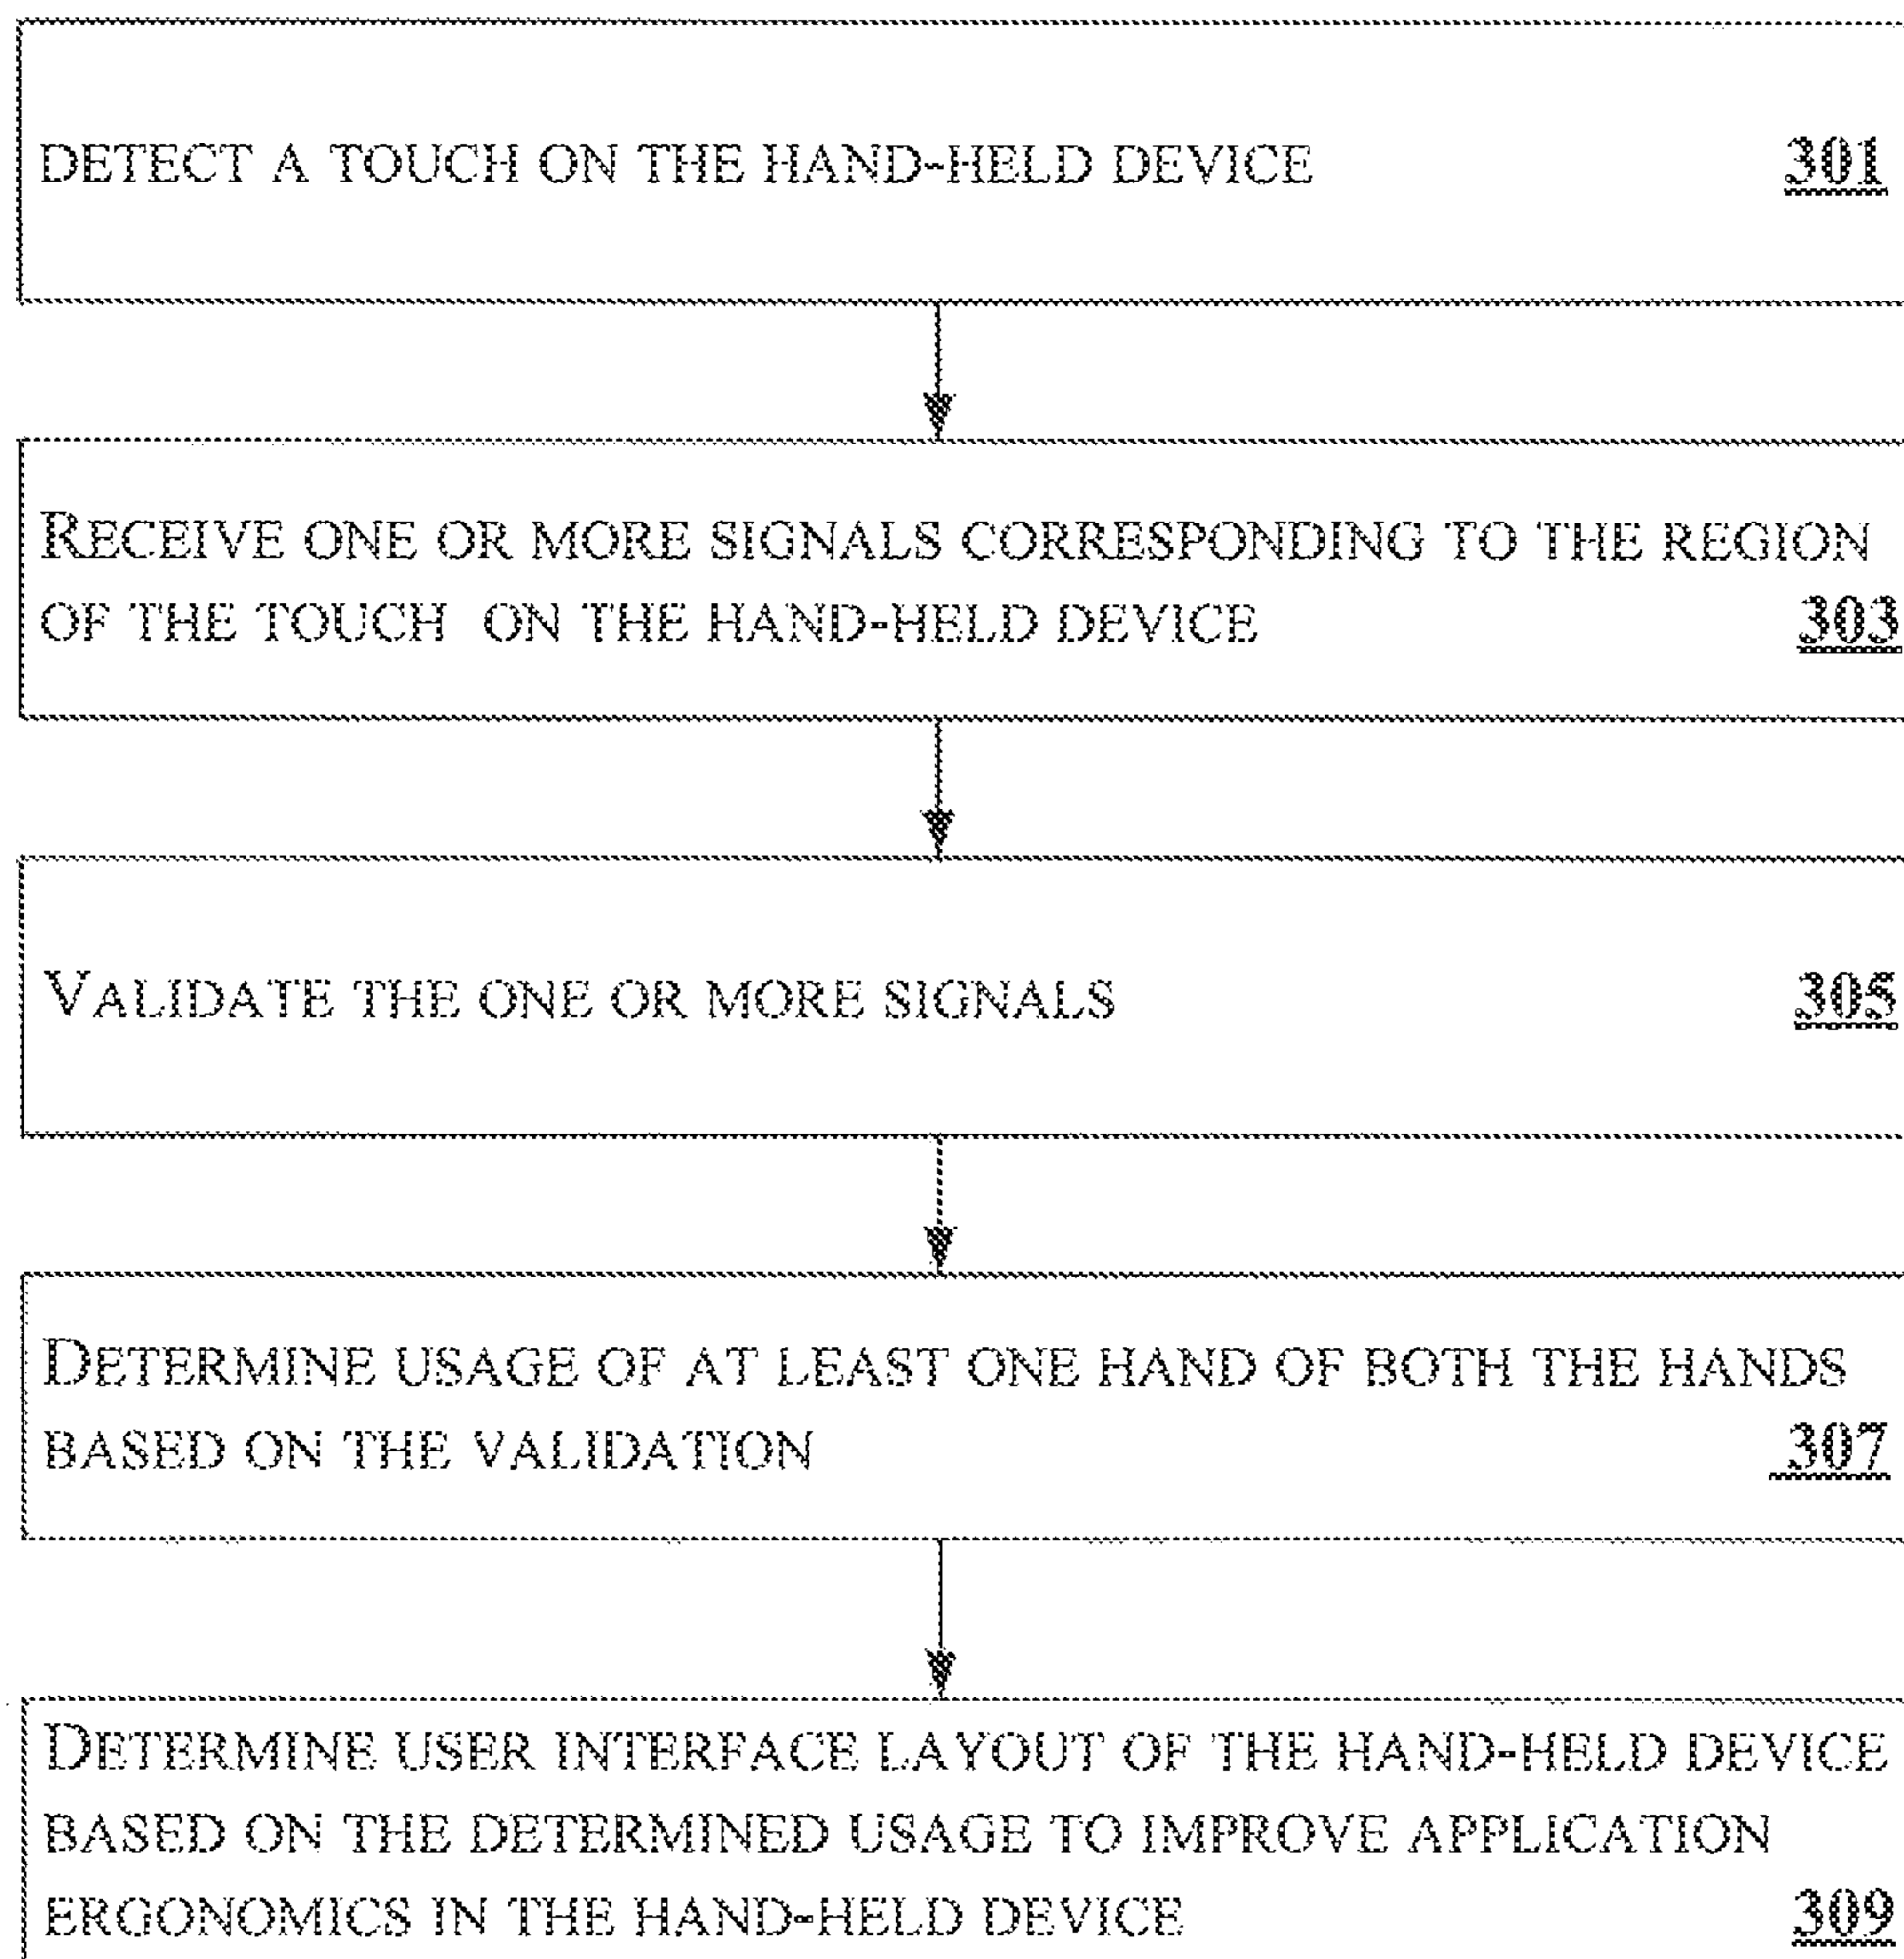 DETECT A TOUCH ON THE HAND-HELD DEVICE 301
RECEIVE ONE OR MORE SIGNALS CORRESPONDING TO THE REGION
OF THE TOUCH ON THE HAND-HELD DEVICE 303
VALIDATE THE ONE OR MORE SIGNALS 305
DETERMINE USAGE OF AT LEAST ONE HAND OF BOTH THE HANDS
BASED ON THE VALIDATION 307
DETERMINE USER INTERFACE LAYOUT OF THE HAND-HELD DEVICE
BASED ON THE DETERMINED USAGE TO IMPROVE APPLICATION
ERGONOMICS IN THE HAND-HELD DEVICE 309